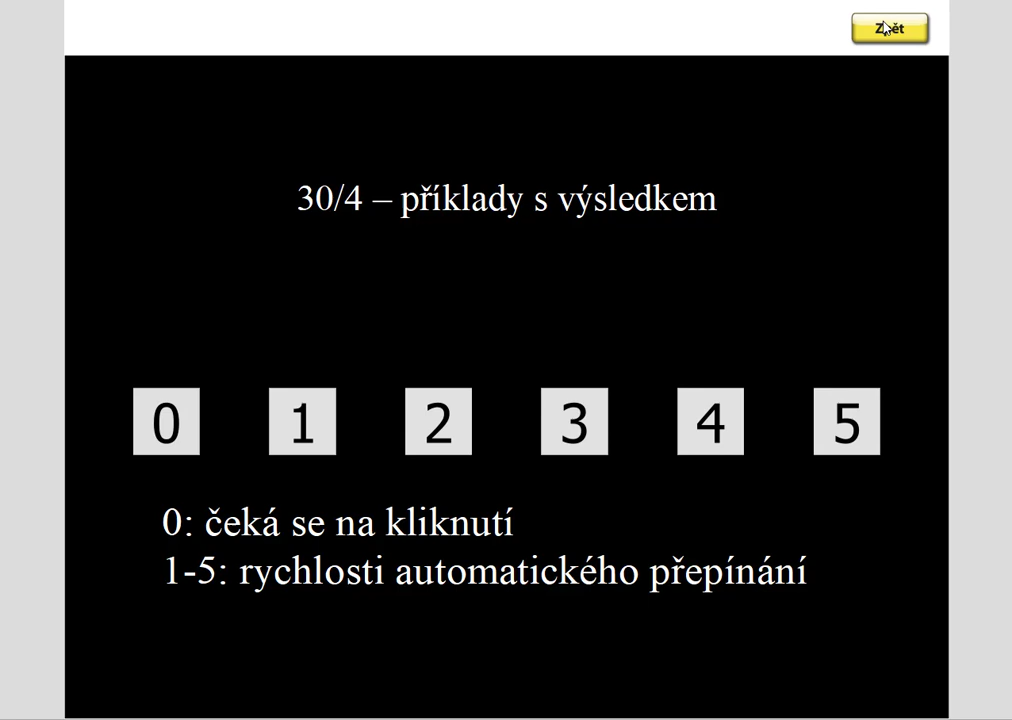 Zpět
30/4 – příklady s výsledkem
0 1 2 3 4 5
0: čeká se na kliknutí
1-5: rychlosti automatického přepínání